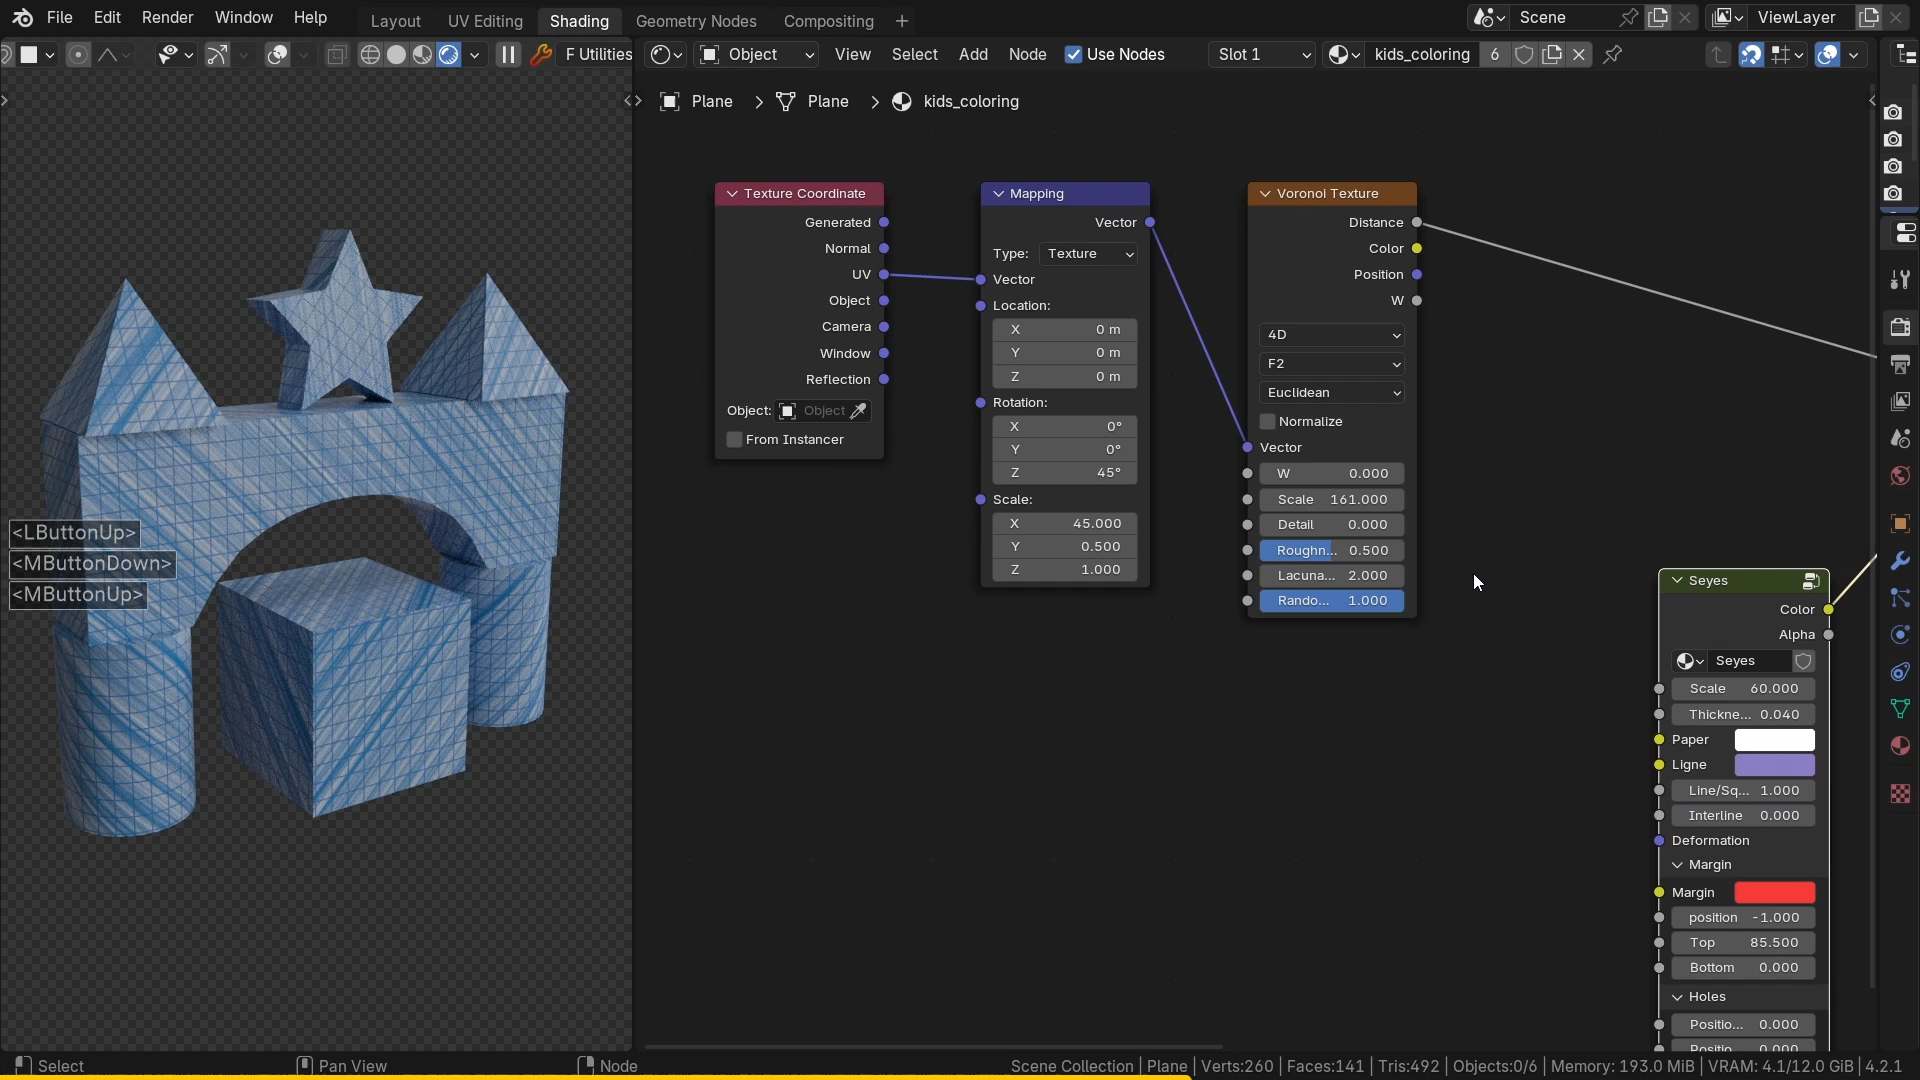 File Edit Render Window Help Layout UV Editing Shading Geometry Nodes Compositing + Scene ViewLayer
F Utilities Object View Select Add Node Use Nodes Slot 1 kids_coloring 6
Plane > Plane > kids_coloring
Texture Coordinate
Generated
Normal
UV
Object
Camera
Window
Reflection
Object: Object
From Instancer
Mapping
Vector
Type: Texture
Vector
Location:
X 0 m
Y 0 m
Z 0 m
Rotation:
X 0°
Y 0°
Z 45°
Scale:
X 45.000
Y 0.500
Z 1.000
Voronoi Texture
Distance
Color
Position
W
4D
F2
Euclidean
Normalize
Vector
W 0.000
Scale 161.000
Detail 0.000
Roughn... 0.500
Lacuna... 2.000
Rando... 1.000
<LButtonUp>
<MButtonDown>
<MButtonUp>
Seyes
Color
Alpha
Seyes
Scale 60.000
Thickne... 0.040
Paper
Ligne
Line/Sq... 1.000
Interline 0.000
Deformation
Margin
Margin
position -1.000
Top 85.500
Bottom 0.000
Holes
Positio... 0.000
Positio... 0.000
Select Pan View Node Scene Collection | Plane | Verts:260 | Faces:141 | Tris:492 | Objects:0/6 | Memory: 193.0 MiB | VRAM: 4.1/12.0 GiB | 4.2.1